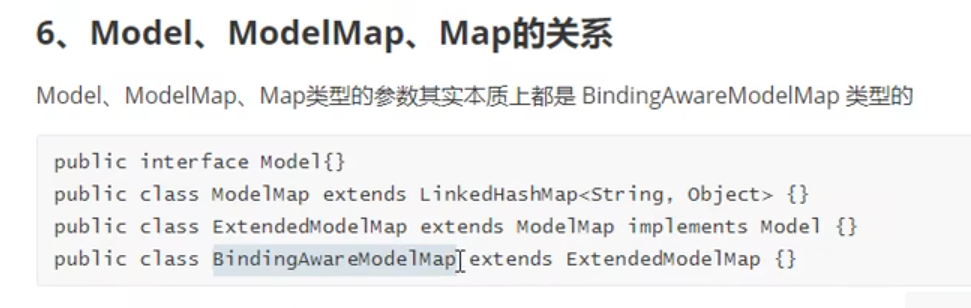 6、Model、ModelMap、Map的关系
Model、ModelMap、Map类型的参数其实本质上都是 BindingAwareModelMap 类型的
public interface Model{}
public class ModelMap extends LinkedHashMap<String, Object> {}
public class ExtendedModelMap extends ModelMap implements Model {}
public class BindingAwareModelMap extends ExtendedModelMap {}